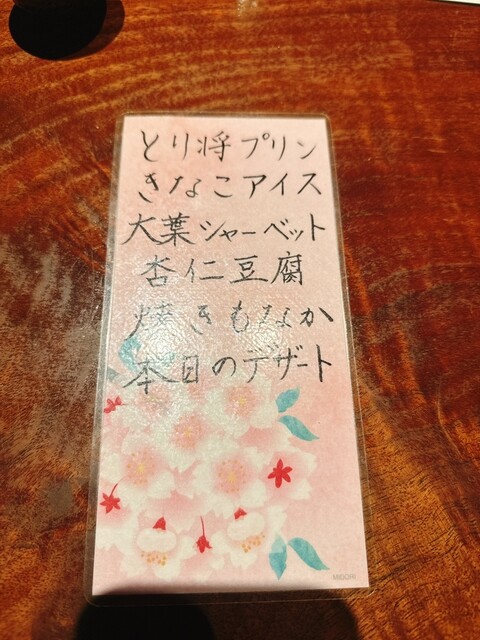 とり将プリン
きなこアイス
大葉シャーベット
杏仁豆腐
焼きもなか
本日のデザート
MIDORI